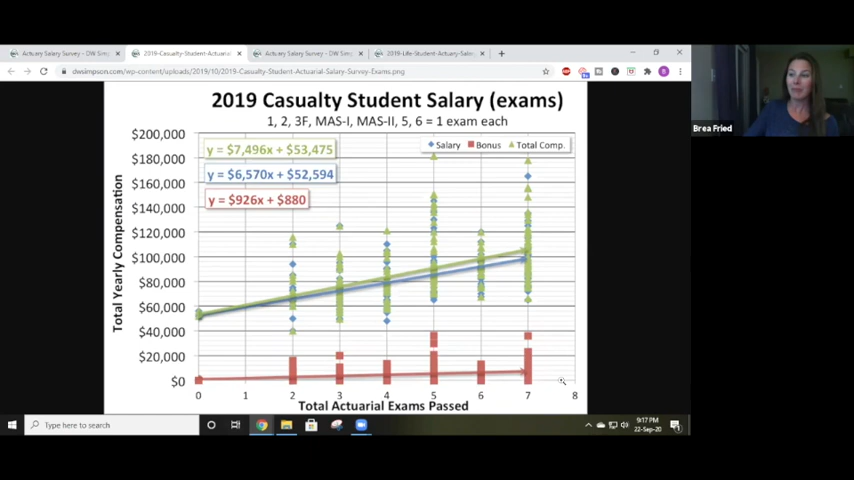 Actuary Salary Survey - DW Sim
2019-Casualty-Student-Actuarial
Actuary Salary Survey - DW Sim
2019-Life-Student-Actuary-Salar
dwsimpson.com/wp-content/uploads/2019/10/2019-Casualty-Student-Actuarial-Salary-Survey-Exams.png
2019 Casualty Student Salary (exams)
1, 2, 3F, MAS-I, MAS-II, 5, 6 = 1 exam each
Brea Fried
Salary Bonus Total Comp.
y = $7,496x + $53,475
y = $6,570x + $52,594
y = $926x + $880
Total Yearly Compensation
$200,000
$180,000
$160,000
$140,000
$120,000
$100,000
$80,000
$60,000
$40,000
$20,000
$0
0 1 2 3 4 5 6 7 8
Total Actuarial Exams Passed
Type here to search
9:17 PM
22-Sep-20